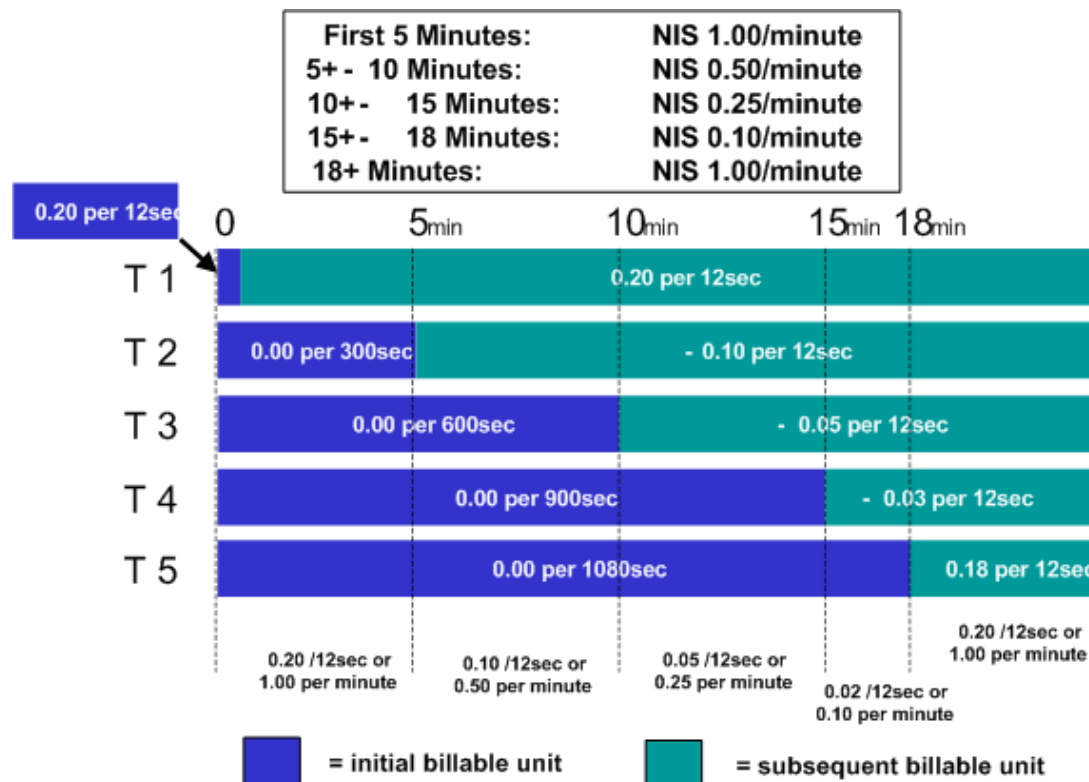 First 5 Minutes: NIS 1.00/minute
5+ - 10 Minutes: NIS 0.50/minute
10+ - 15 Minutes: NIS 0.25/minute
15+ - 18 Minutes: NIS 0.10/minute
18+ Minutes: NIS 1.00/minute
0.20 per 12sec
0 5min 10min 15min 18min
T 1 0.20 per 12sec
T 2 0.00 per 300sec - 0.10 per 12sec
T 3 0.00 per 600sec - 0.05 per 12sec
T 4 0.00 per 900sec - 0.03 per 12sec
T 5 0.00 per 1080sec 0.18 per 12sec
0.20 /12sec or
1.00 per minute
0.10 /12sec or
0.50 per minute
0.05 /12sec or
0.25 per minute
0.02 /12sec or
0.10 per minute
0.20 /12sec or
1.00 per minute
= initial billable unit = subsequent billable unit